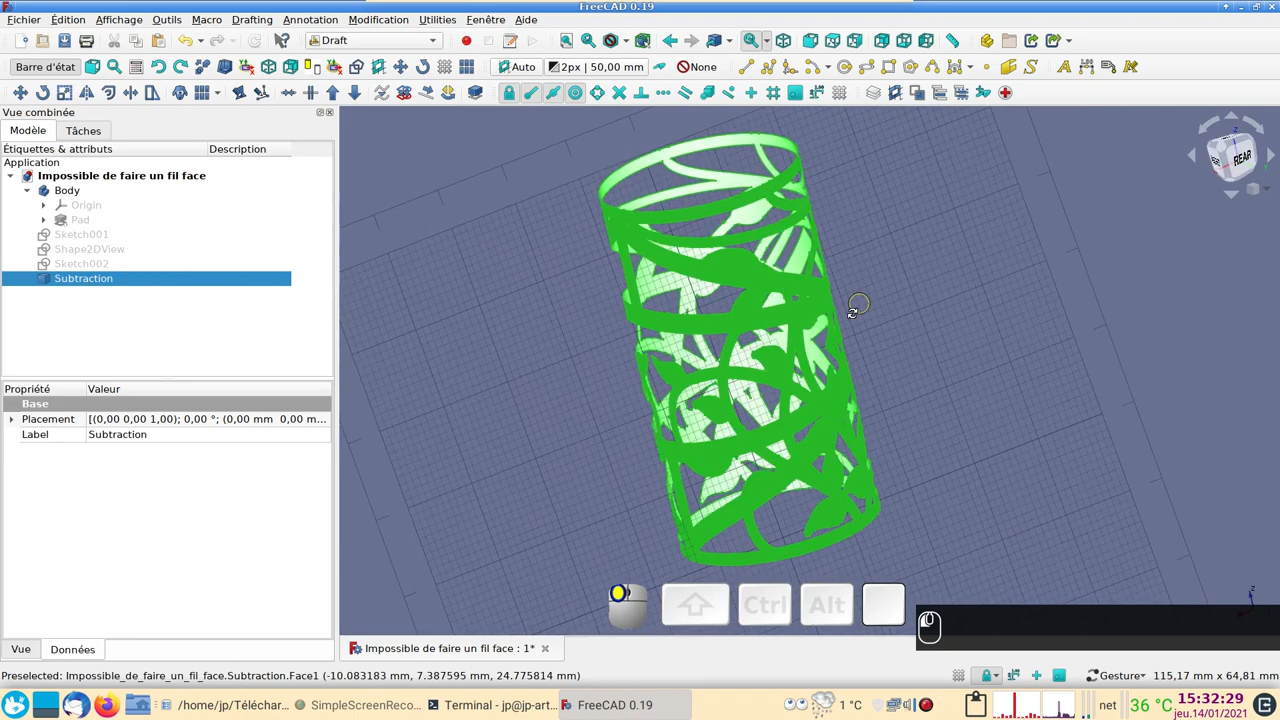 FreeCAD 0.19
Fichier Édition Affichage Outils Macro Drafting Annotation Modification Utilities Fenêtre Aide
Draft
Barre d'état
Auto
2px | 50,00 mm
None
Vue combinée
Modèle Tâches
Étiquettes & attributs Description
Application
Impossible de faire un fil face
Body
Origin
Pad
Sketch001
Shape2DView
Sketch002
Subtraction
REAR
Propriété Valeur
Base
Placement [(0,00 0,00 1,00); 0,00 °; (0,00 mm 0,00 m...
Label Subtraction
Ctrl Alt
Vue Données
Impossible de faire un fil face : 1*
Preselected: Impossible_de_faire_un_fil_face.Subtraction.Face1 (-10.083183 mm, 7.387595 mm, 24.775814 mm)
Gesture 115,17 mm x 64,81 mm
/home/jp/Téléchar...
SimpleScreenReco...
Terminal - jp@jp-art...
FreeCAD 0.19
1 °C
36 °C
15:32:29
jeu.14/01/2021